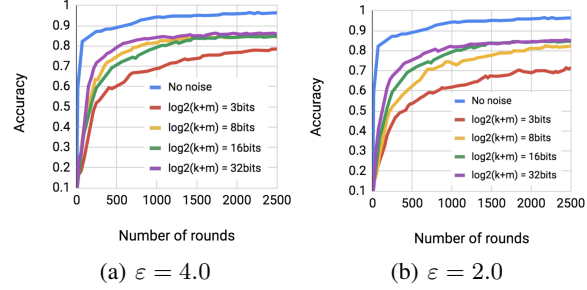 1
0.9
0.8
0.7
0.6
0.5
0.4
0.3
0.2
0.1
Accuracy
No noise
log2(k+m) = 3bits
log2(k+m) = 8bits
log2(k+m) = 16bits
log2(k+m) = 32bits
0 500 1000 1500 2000 2500
Number of rounds
(a) ε = 4.0
1
0.9
0.8
0.7
0.6
0.5
0.4
0.3
0.2
0.1
Accuracy
No noise
log2(k+m) = 3bits
log2(k+m) = 8bits
log2(k+m) = 16bits
log2(k+m) = 32bits
0 500 1000 1500 2000 2500
Number of rounds
(b) ε = 2.0